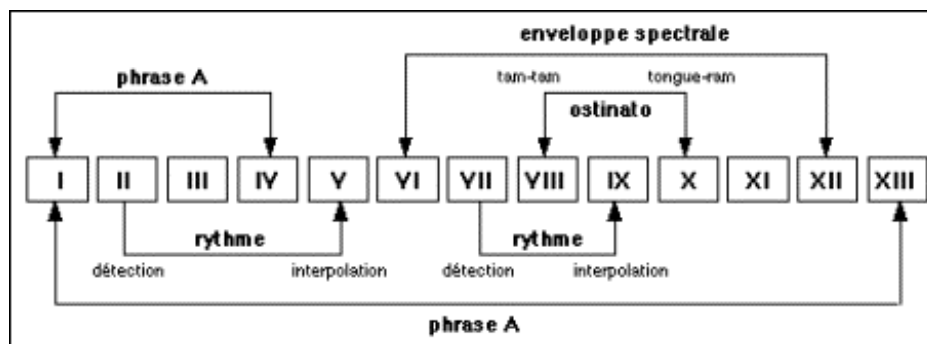 enveloppe spectrale
phrase A
tam-tam tongue-ram
ostinato
I II III IV V VI VII VIII IX X XI XII XIII
rythme rythme
détection interpolation détection interpolation
phrase A